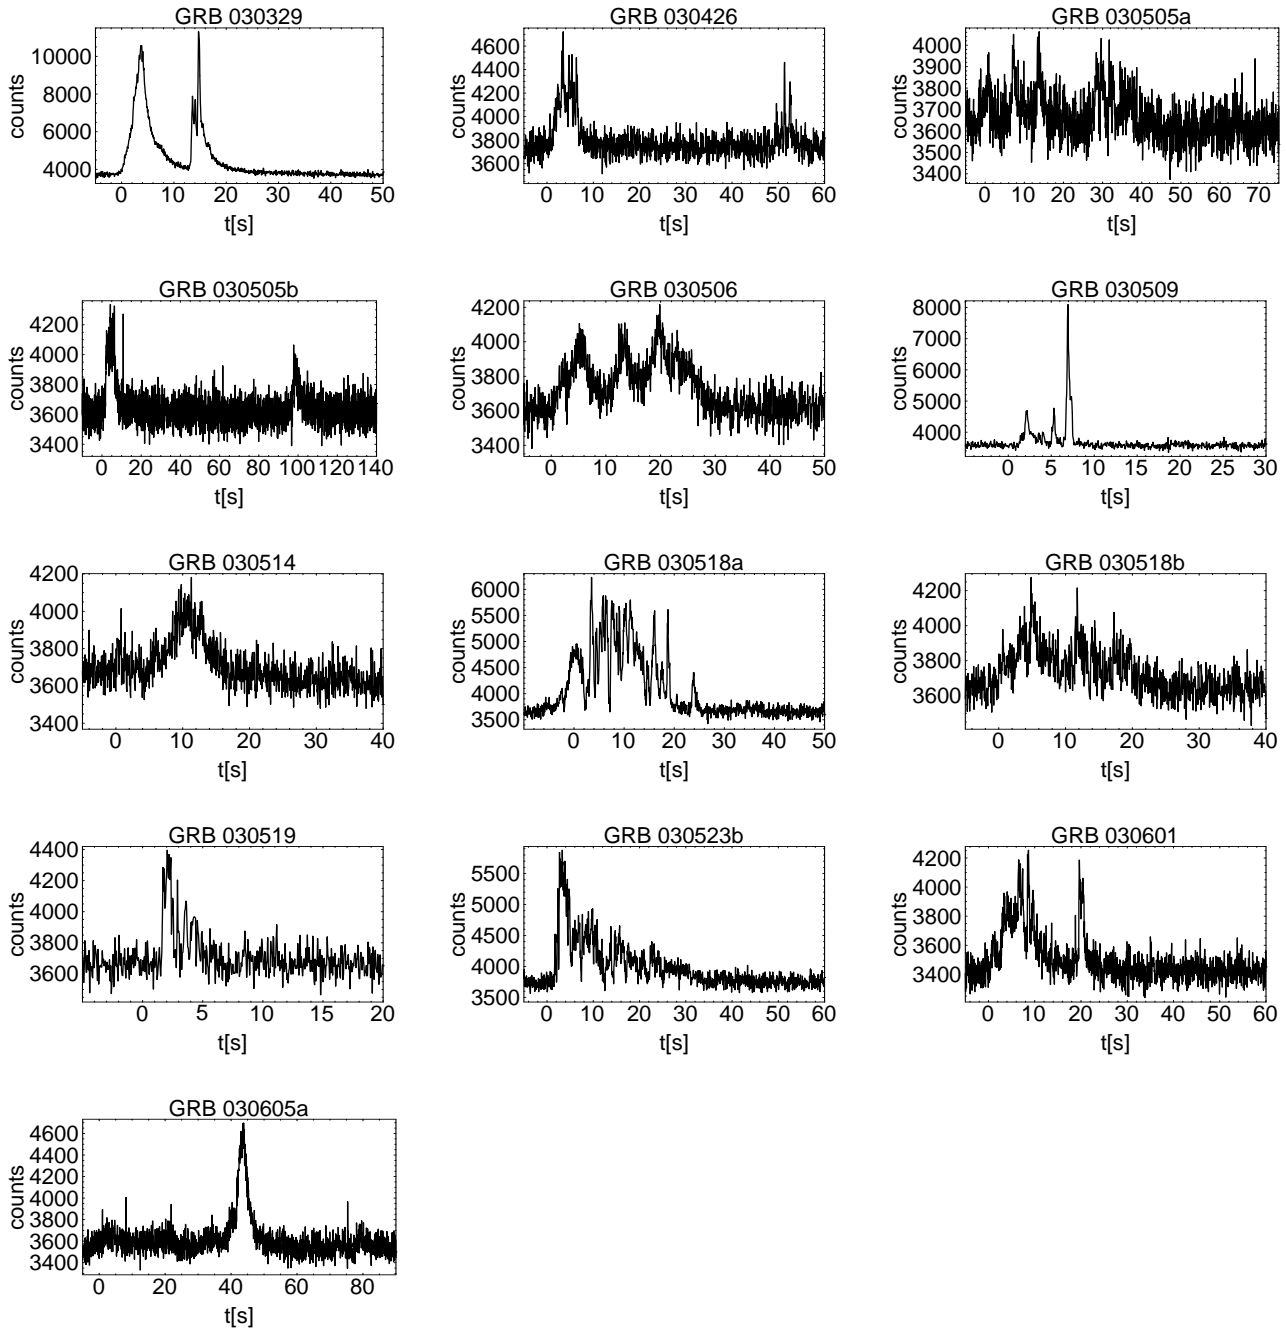 GRB 030329
10000
8000
6000
4000
counts
0 10 20 30 40 50
t[s]
GRB 030426
4600
4400
4200
4000
3800
3600
counts
0 10 20 30 40 50 60
t[s]
GRB 030505a
4000
3900
3800
3700
3600
3500
3400
counts
0 10 20 30 40 50 60 70
t[s]
GRB 030505b
4200
4000
3800
3600
3400
counts
0 20 40 60 80 100 120 140
t[s]
GRB 030506
4200
4000
3800
3600
3400
counts
0 10 20 30 40 50
t[s]
GRB 030509
8000
7000
6000
5000
4000
counts
0 5 10 15 20 25 30
t[s]
GRB 030514
4200
4000
3800
3600
3400
counts
0 10 20 30 40
t[s]
GRB 030518a
6000
5500
5000
4500
4000
3500
counts
0 10 20 30 40 50
t[s]
GRB 030518b
4200
4000
3800
3600
counts
0 10 20 30 40
t[s]
GRB 030519
4400
4200
4000
3800
3600
counts
0 5 10 15 20
t[s]
GRB 030523b
5500
5000
4500
4000
3500
counts
0 10 20 30 40 50 60
t[s]
GRB 030601
4200
4000
3800
3600
3400
counts
0 10 20 30 40 50 60
t[s]
GRB 030605a
4600
4400
4200
4000
3800
3600
3400
counts
0 20 40 60 80
t[s]